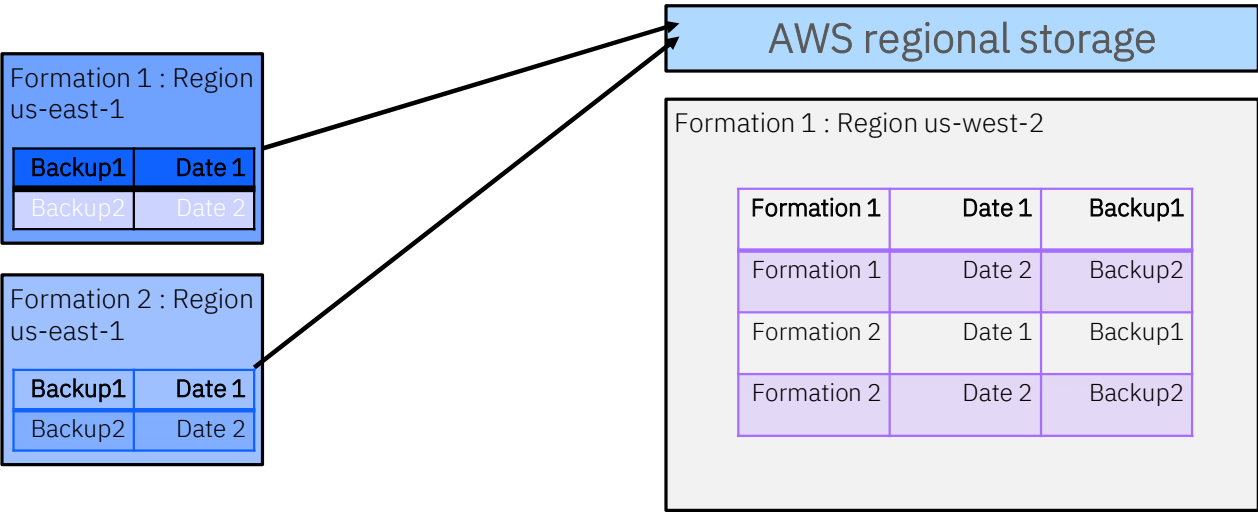 AWS regional storage
Formation 1 : Region
us-east-1
Backup1 Date 1
Backup2 Date 2
Formation 2 : Region
us-east-1
Backup1 Date 1
Backup2 Date 2
Formation 1 : Region us-west-2
Formation 1 Date 1 Backup1
Formation 1 Date 2 Backup2
Formation 2 Date 1 Backup1
Formation 2 Date 2 Backup2